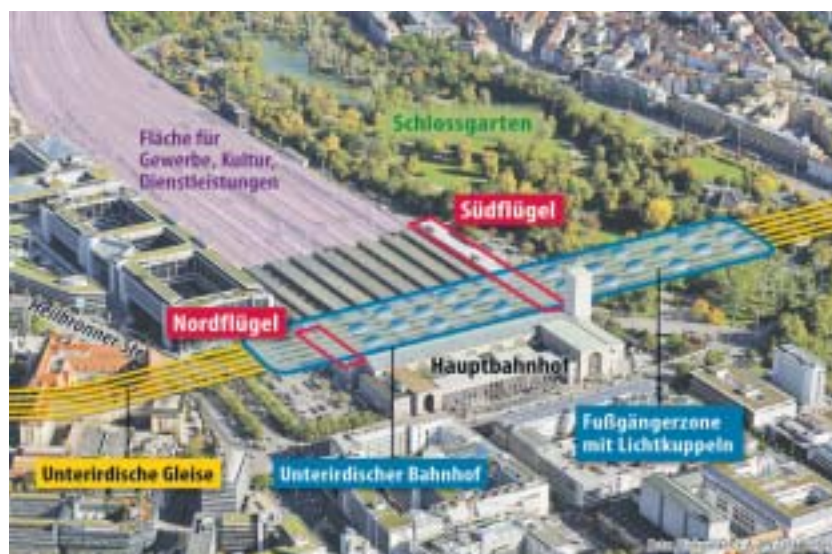 Schlossgarten
Fläche für
Gewerbe, Kultur,
Dienstleistungen
Südflügel
Nordflügel
Heilbronner Str.
Hauptbahnhof
Fußgängerzone
mit Lichtkuppeln
Unterirdische Gleise
Unterirdischer Bahnhof